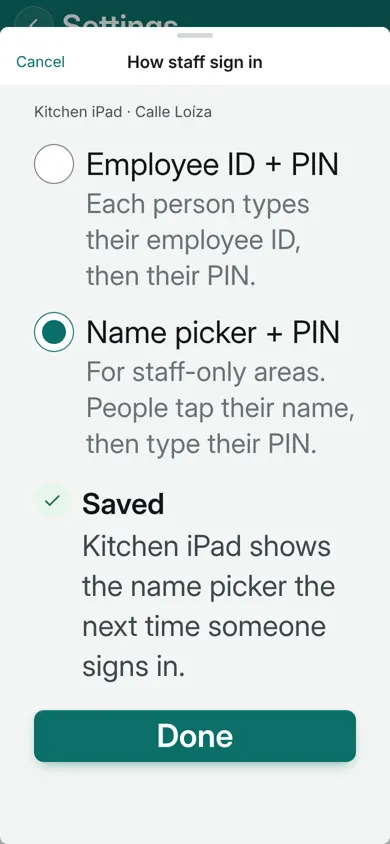 Settings
Cancel
How staff sign in
Kitchen iPad · Calle Loíza
Employee ID + PIN
Each person types
their employee ID,
then their PIN.
Name picker + PIN
For staff-only areas.
People tap their name,
then type their PIN.
Saved
Kitchen iPad shows
the name picker the
next time someone
signs in.
Done